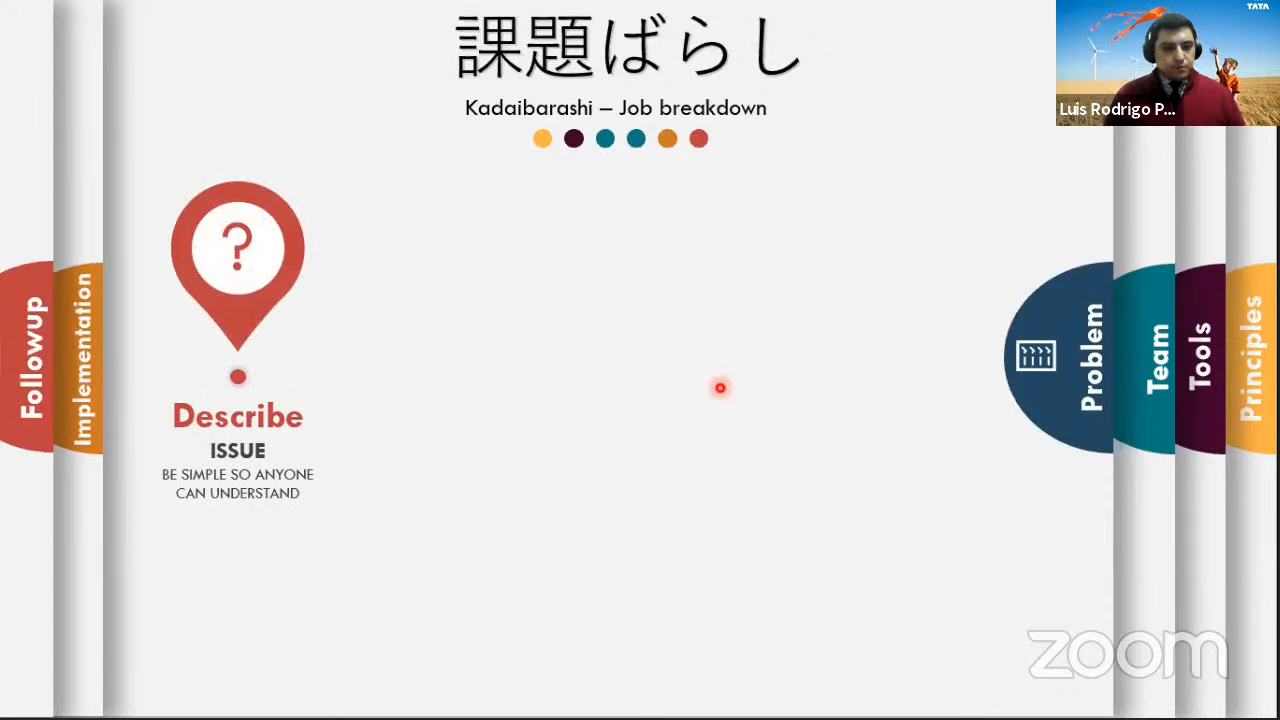 課題ばらし
Kadaibarashi – Job breakdown
TATA
Luis Rodrigo P...
?
Describe
ISSUE
BE SIMPLE SO ANYONE
CAN UNDERSTAND
Followup
Implementation
Problem
Team
Tools
Principles
zoom